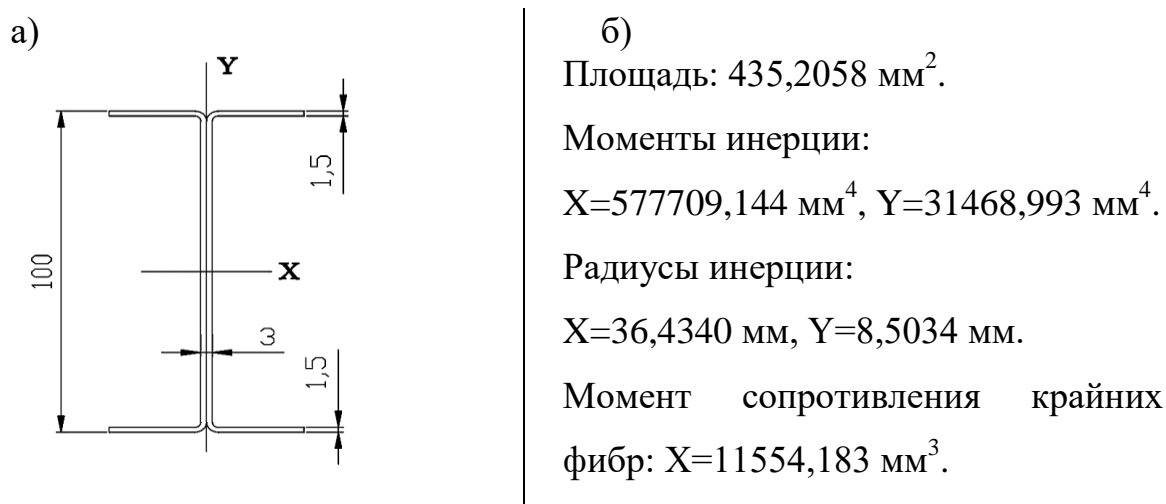 а)
Y
1,5
100
X
3
1,5
б)
Площадь: 435,2058 мм².
Моменты инерции:
X=577709,144 мм⁴, Y=31468,993 мм⁴.
Радиусы инерции:
X=36,4340 мм, Y=8,5034 мм.
Момент сопротивления крайних
фибр: X=11554,183 мм³.